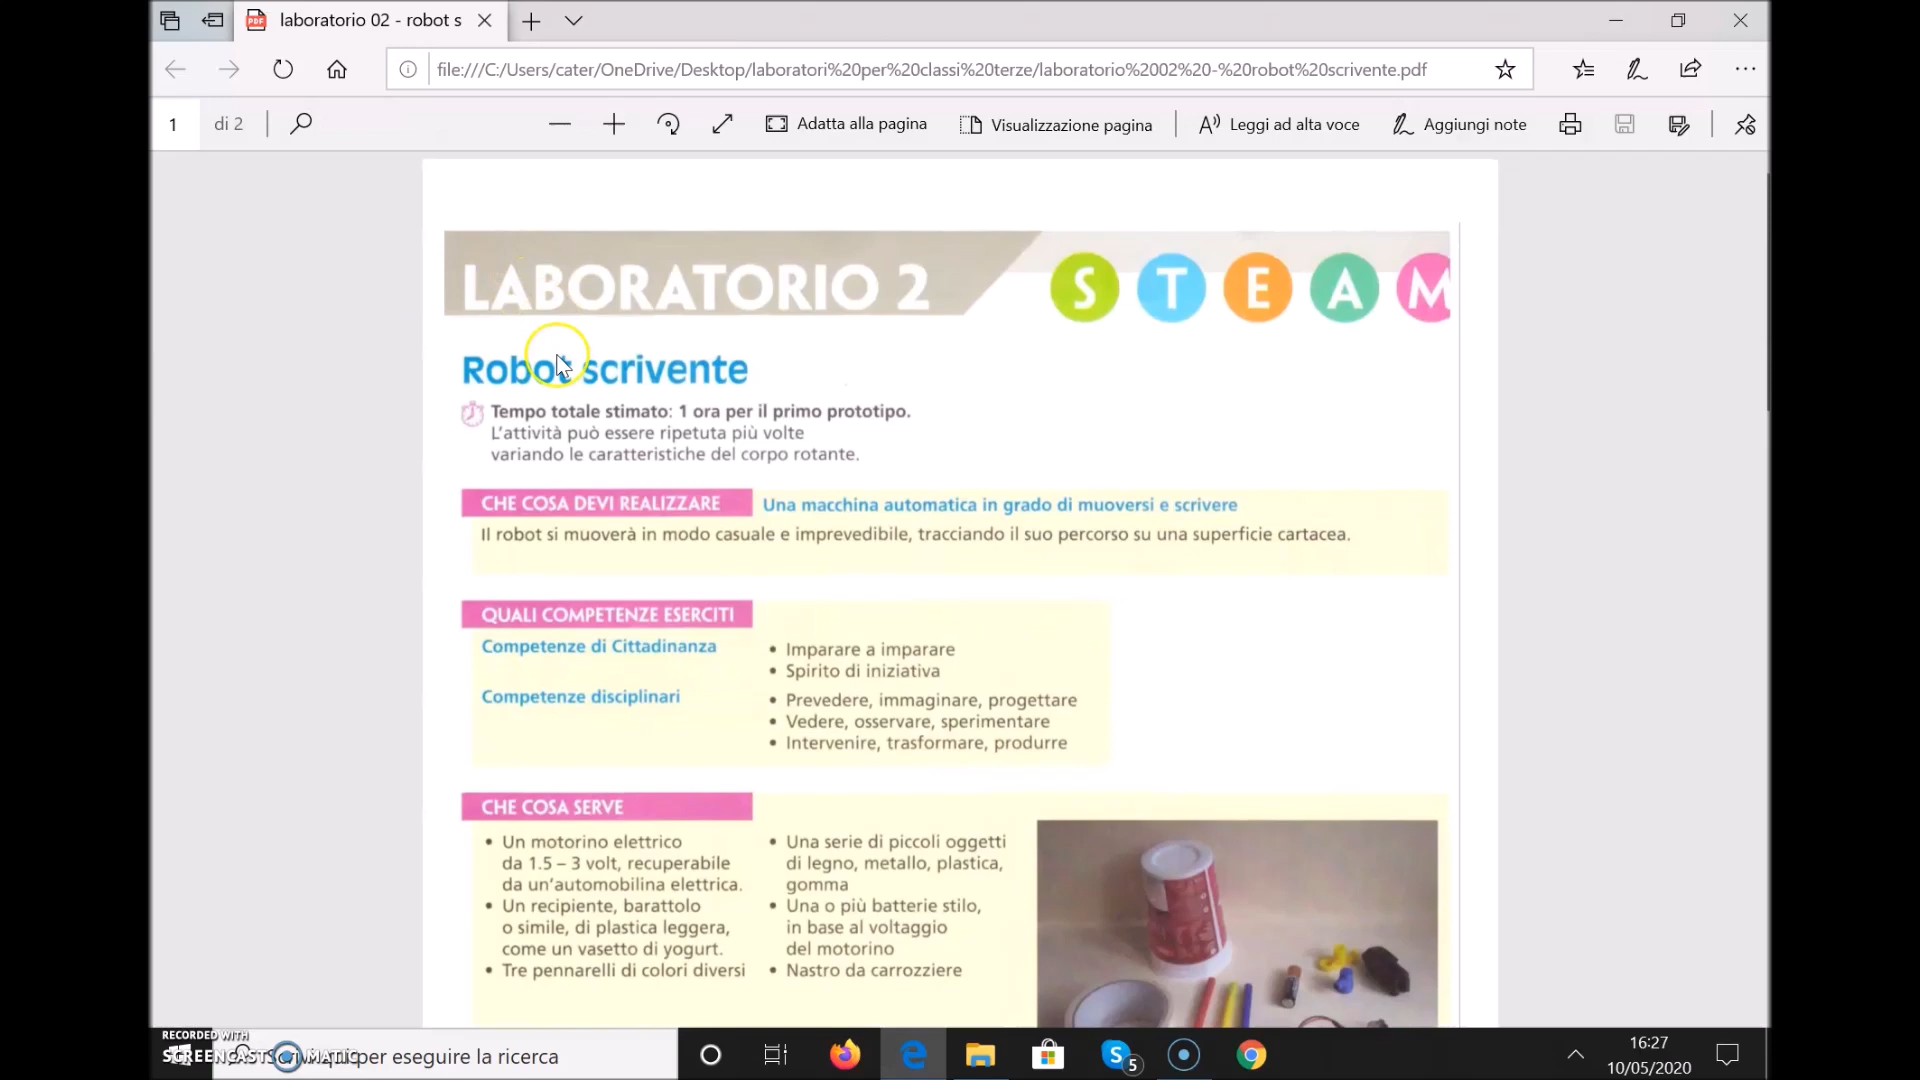 laboratorio 02 - robot s
file:///C:/Users/cater/OneDrive/Desktop/laboratori%20per%20classi%20terze/laboratorio%2002%20-%20robot%20scrivente.pdf
1 di 2 Adatta alla pagina Visualizzazione pagina Leggi ad alta voce Aggiungi note
LABORATORIO 2 S T E A M
Robot scrivente
Tempo totale stimato: 1 ora per il primo prototipo.
L'attività può essere ripetuta più volte
variando le caratteristiche del corpo rotante.
CHE COSA DEVI REALIZZARE Una macchina automatica in grado di muoversi e scrivere
Il robot si muoverà in modo casuale e imprevedibile, tracciando il suo percorso su una superficie cartacea.
QUALI COMPETENZE ESERCITI
Competenze di Cittadinanza
• Imparare a imparare
• Spirito di iniziativa
Competenze disciplinari
• Prevedere, immaginare, progettare
• Vedere, osservare, sperimentare
• Intervenire, trasformare, produrre
CHE COSA SERVE
• Un motorino elettrico
da 1.5 – 3 volt, recuperabile
da un'automobilina elettrica.
• Un recipiente, barattolo
o simile, di plastica leggera,
come un vasetto di yogurt.
• Tre pennarelli di colori diversi
• Una serie di piccoli oggetti
di legno, metallo, plastica,
gomma
• Una o più batterie stilo,
in base al voltaggio
del motorino
• Nastro da carrozziere
RECORDED WITH
SCREENCAST MATIC
per eseguire la ricerca
5
16:27
10/05/2020